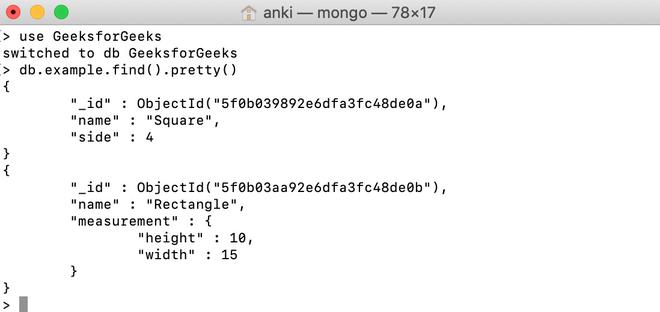 anki — mongo — 78×17
> use GeeksforGeeks
switched to db GeeksforGeeks
> db.example.find().pretty()
{
        "_id" : ObjectId("5f0b039892e6dfa3fc48de0a"),
        "name" : "Square",
        "side" : 4
}
{
        "_id" : ObjectId("5f0b03aa92e6dfa3fc48de0b"),
        "name" : "Rectangle",
        "measurement" : {
                "height" : 10,
                "width" : 15
        }
}
>